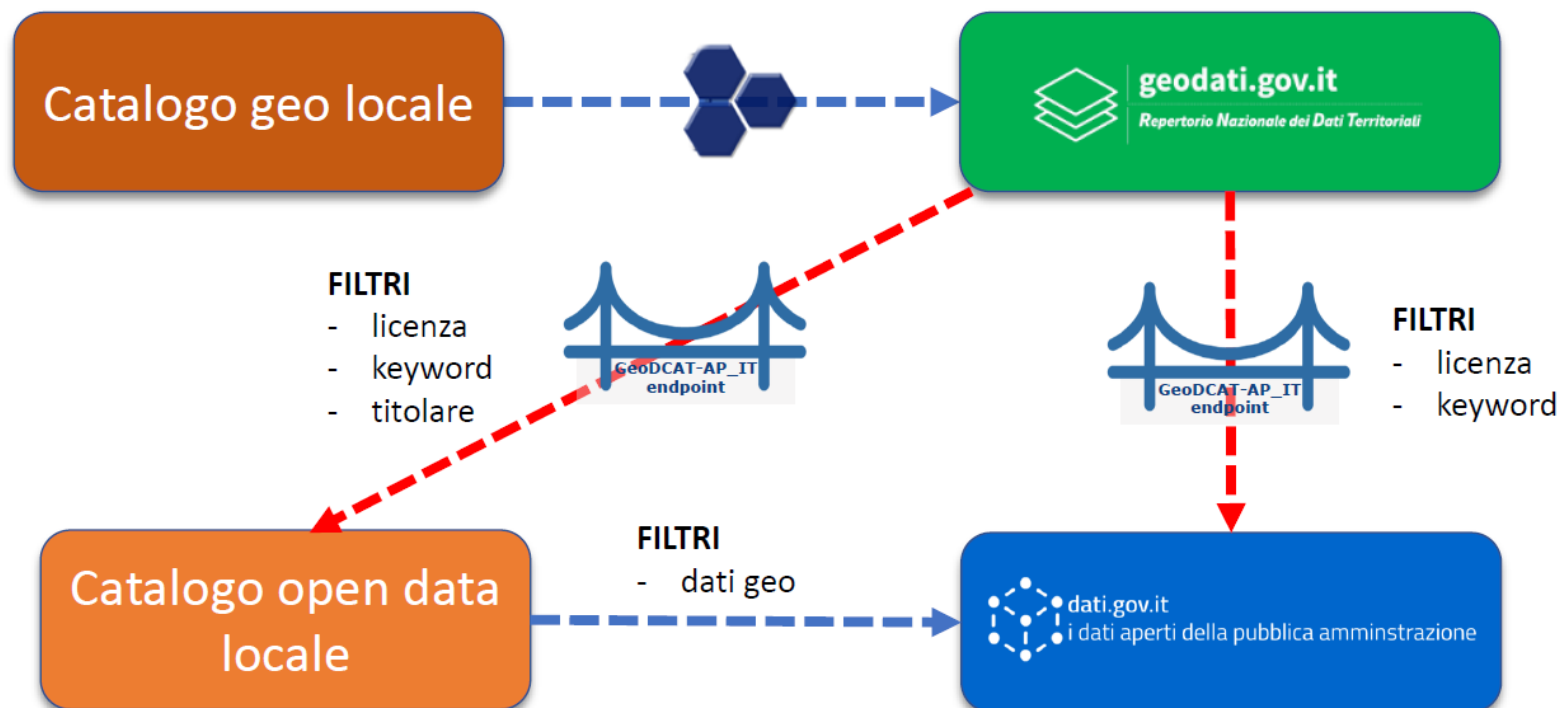 Catalogo geo locale
geodati.gov.it
Repertorio Nazionale dei Dati Territoriali
FILTRI
- licenza
- keyword
- titolare
GeoDCAT-AP_IT
endpoint
GeoDCAT-AP_IT
endpoint
FILTRI
- licenza
- keyword
Catalogo open data
locale
FILTRI
- dati geo
dati.gov.it
i dati aperti della pubblica amminstrazione